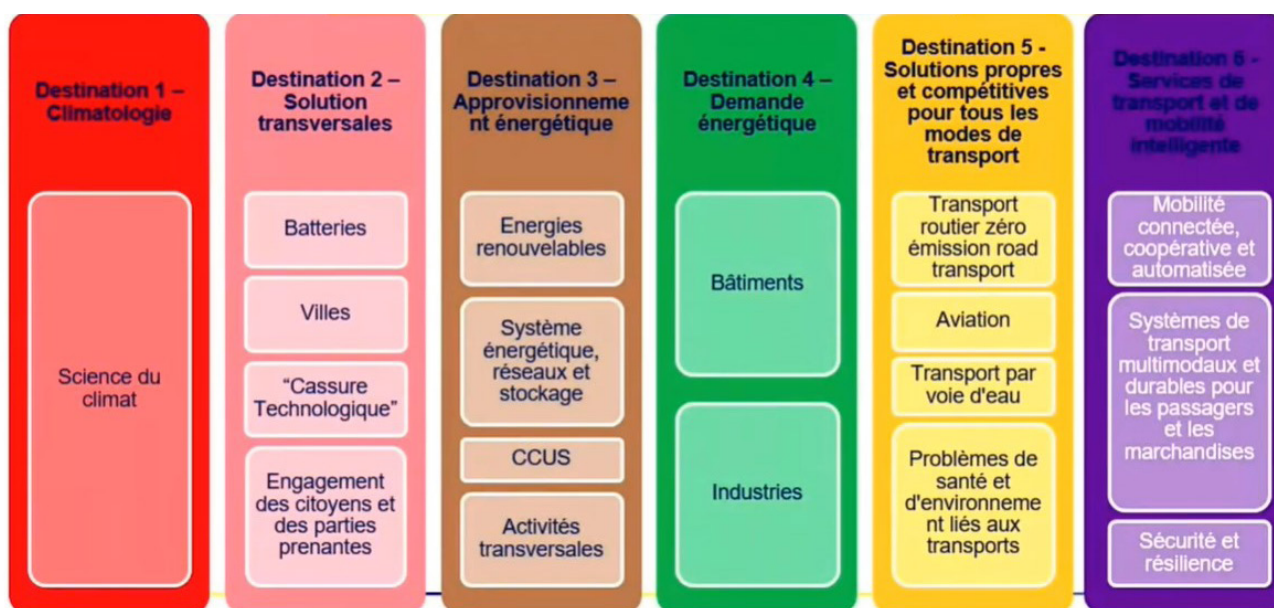 Destination 1 –
Climatologie
Science du
climat
Destination 2 –
Solution
transversales
Batteries
Villes
“Cassure
Technologique”
Engagement
des citoyens et
des parties
prenantes
Destination 3 –
Approvisionneme
nt énergétique
Energies
renouvelables
Système
énergétique,
réseaux et
stockage
CCUS
Activités
transversales
Destination 4 –
Demande
énergétique
Bâtiments
Industries
Destination 5 -
Solutions propres
et compétitives
pour tous les
modes de
transport
Transport
routier zéro
émission road
transport
Aviation
Transport par
voie d'eau
Problèmes de
santé et
d'environneme
nt liés aux
transports
Destination 6 -
Services de
transport et de
mobilité
intelligente
Mobilité
connectée,
coopérative et
automatisée
Systèmes de
transport
multimodaux et
durables pour
les passagers
et les
marchandises
Sécurité et
résilience